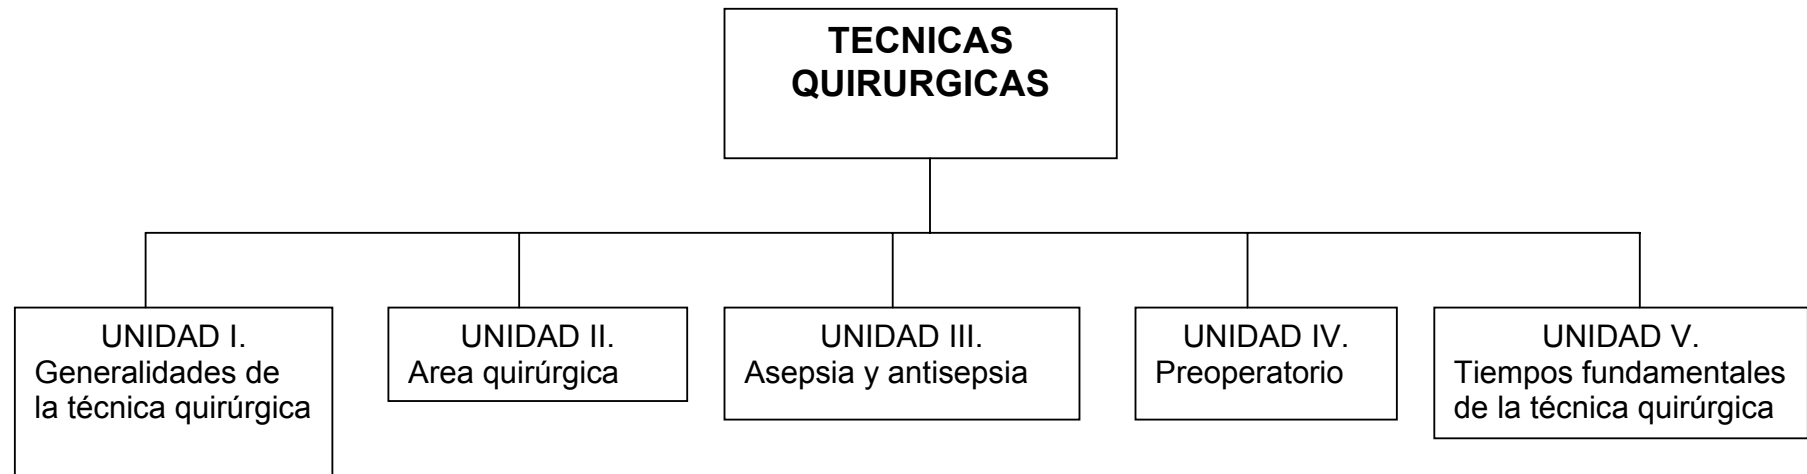 TECNICAS
QUIRURGICAS
UNIDAD I.
Generalidades de
la técnica quirúrgica
UNIDAD II.
Area quirúrgica
UNIDAD III.
Asepsia y antisepsia
UNIDAD IV.
Preoperatorio
UNIDAD V.
Tiempos fundamentales
de la técnica quirúrgica